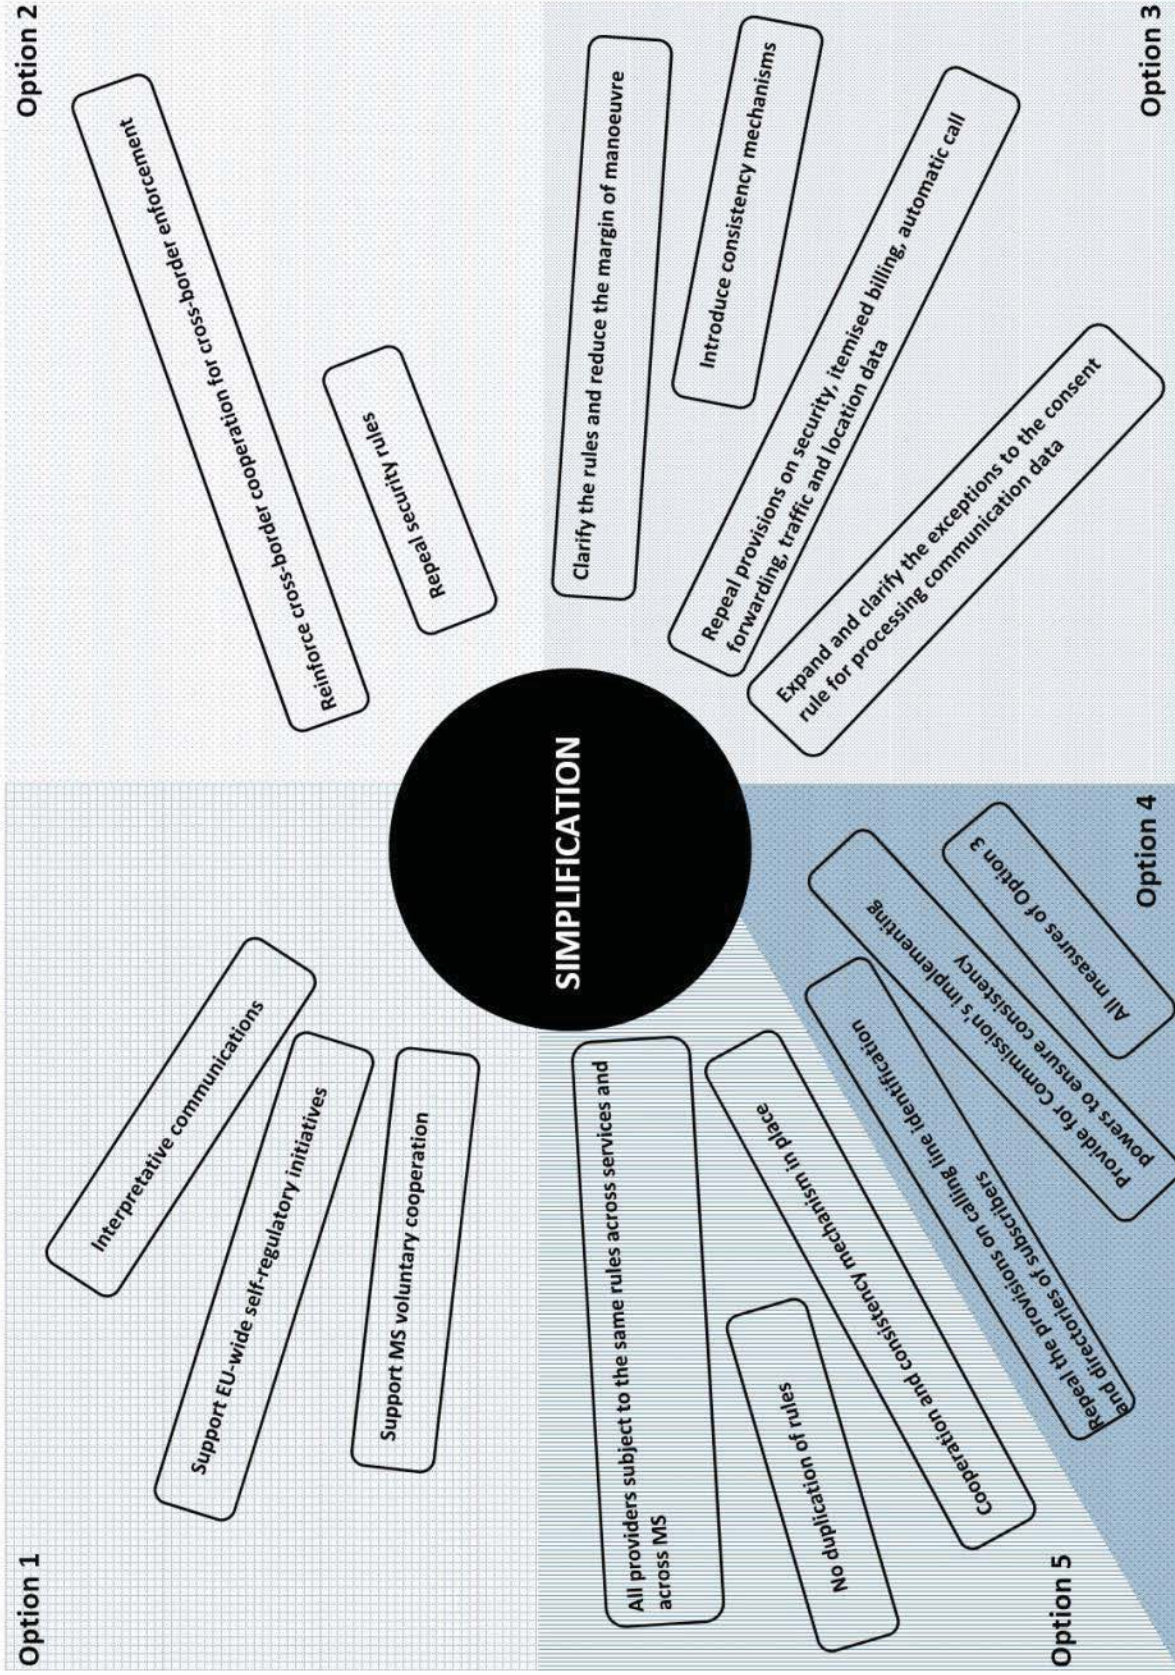 Option 1
Interpretative communications
Support EU-wide self-regulatory initiatives
Support MS voluntary cooperation
Option 2
Reinforce cross-border cooperation for cross-border enforcement
Repeal security rules
SIMPLIFICATION
Option 3
Clarify the rules and reduce the margin of manoeuvre
Introduce consistency mechanisms
Repeal provisions on security, itemised billing, automatic call
forwarding, traffic and location data
Expand and clarify the exceptions to the consent
rule for processing communication data
Option 4
All measures of Option 3
Provide for Commission's implementing
powers to ensure consistency
Repeal the provisions on calling line identification
and directories of subscribers
Option 5
All providers subject to the same rules across services and
across MS
Cooperation and consistency mechanism in place
No duplication of rules